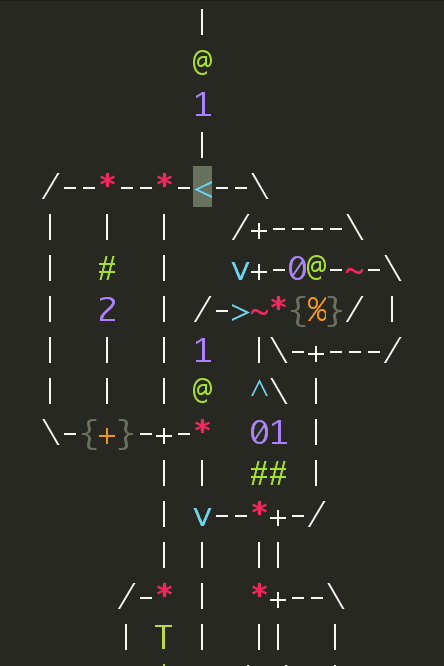 |
          @
          1
          |
  /--*--*-<--\
  |  |  |   /+----\
  |  #  |   v+-0@-~-\
  |  2  | /->~*{%}/ |
  |  |  | 1  |\-+---/
  |  |  | @  ^\ |
  \-{+}-+-*  01 |
        | |  ## |
        | v--*+-/
        | |  ||
      /-* |  *+--\
      | T |  ||  |